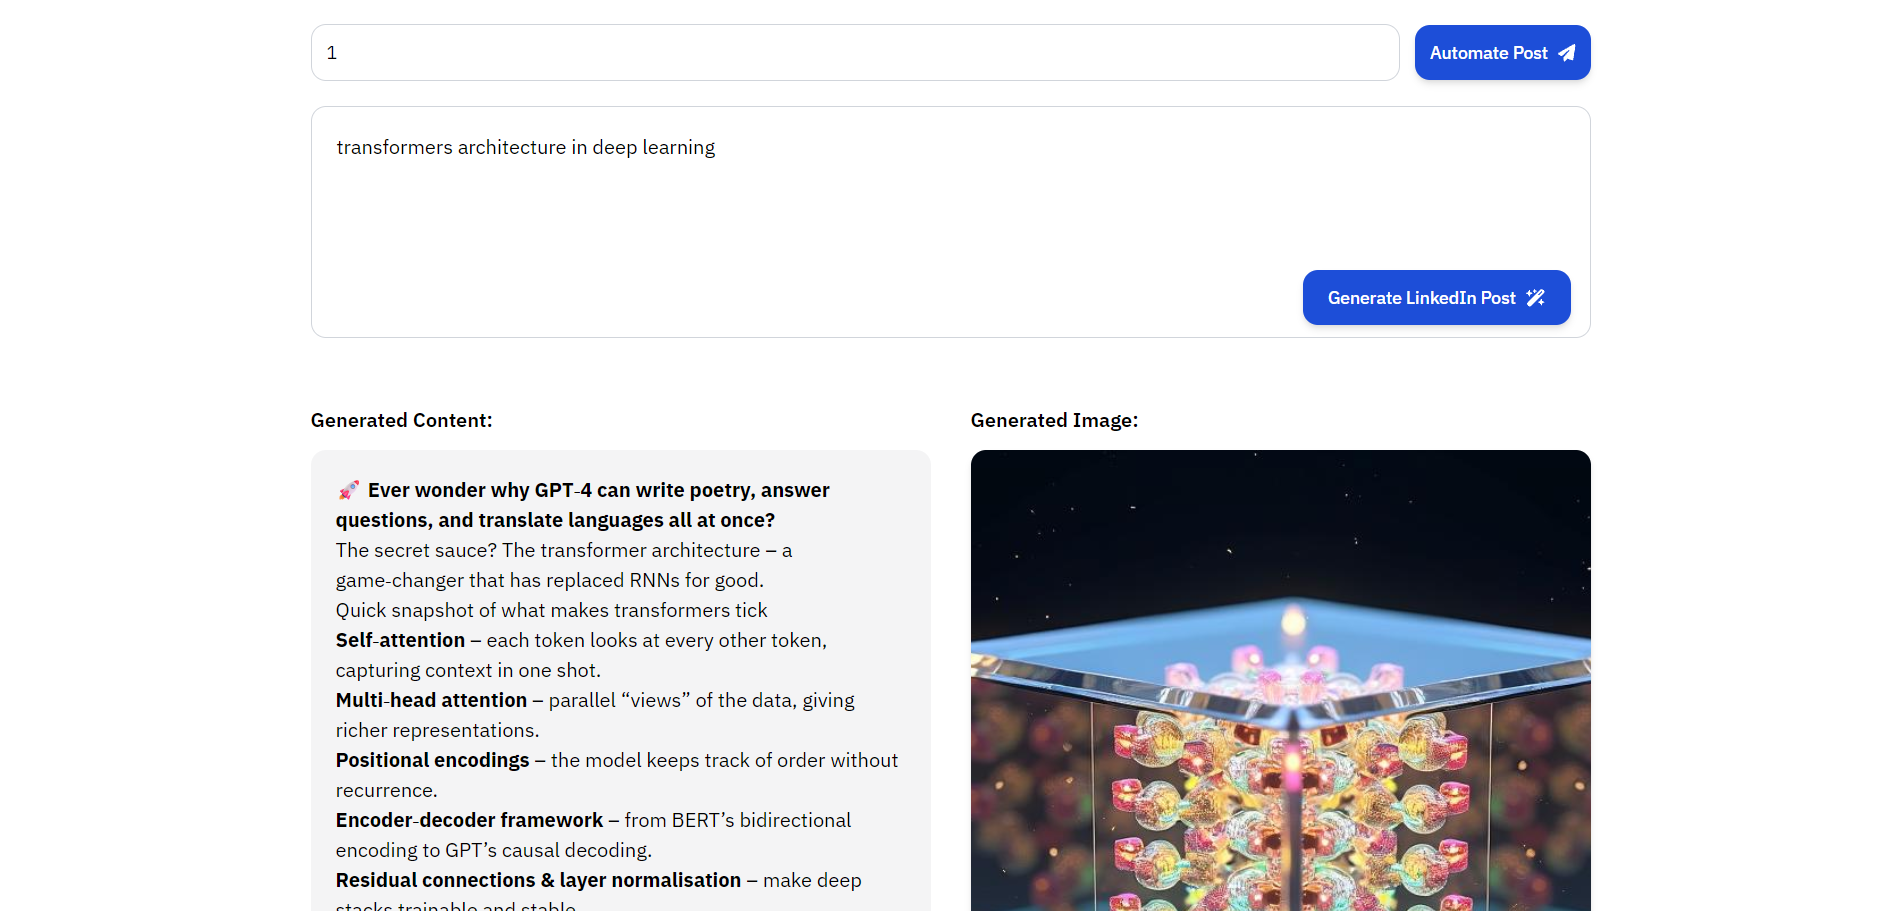 1
Automate Post
transformers architecture in deep learning
Generate LinkedIn Post
Generated Content:
Generated Image:
🚀 Ever wonder why GPT-4 can write poetry, answer
questions, and translate languages all at once?
The secret sauce? The transformer architecture – a
game-changer that has replaced RNNs for good.
Quick snapshot of what makes transformers tick
Self-attention – each token looks at every other token,
capturing context in one shot.
Multi-head attention – parallel “views” of the data, giving
richer representations.
Positional encodings – the model keeps track of order without
recurrence.
Encoder-decoder framework – from BERT’s bidirectional
encoding to GPT’s causal decoding.
Residual connections & layer normalisation – make deep
stacks trainable and stable.